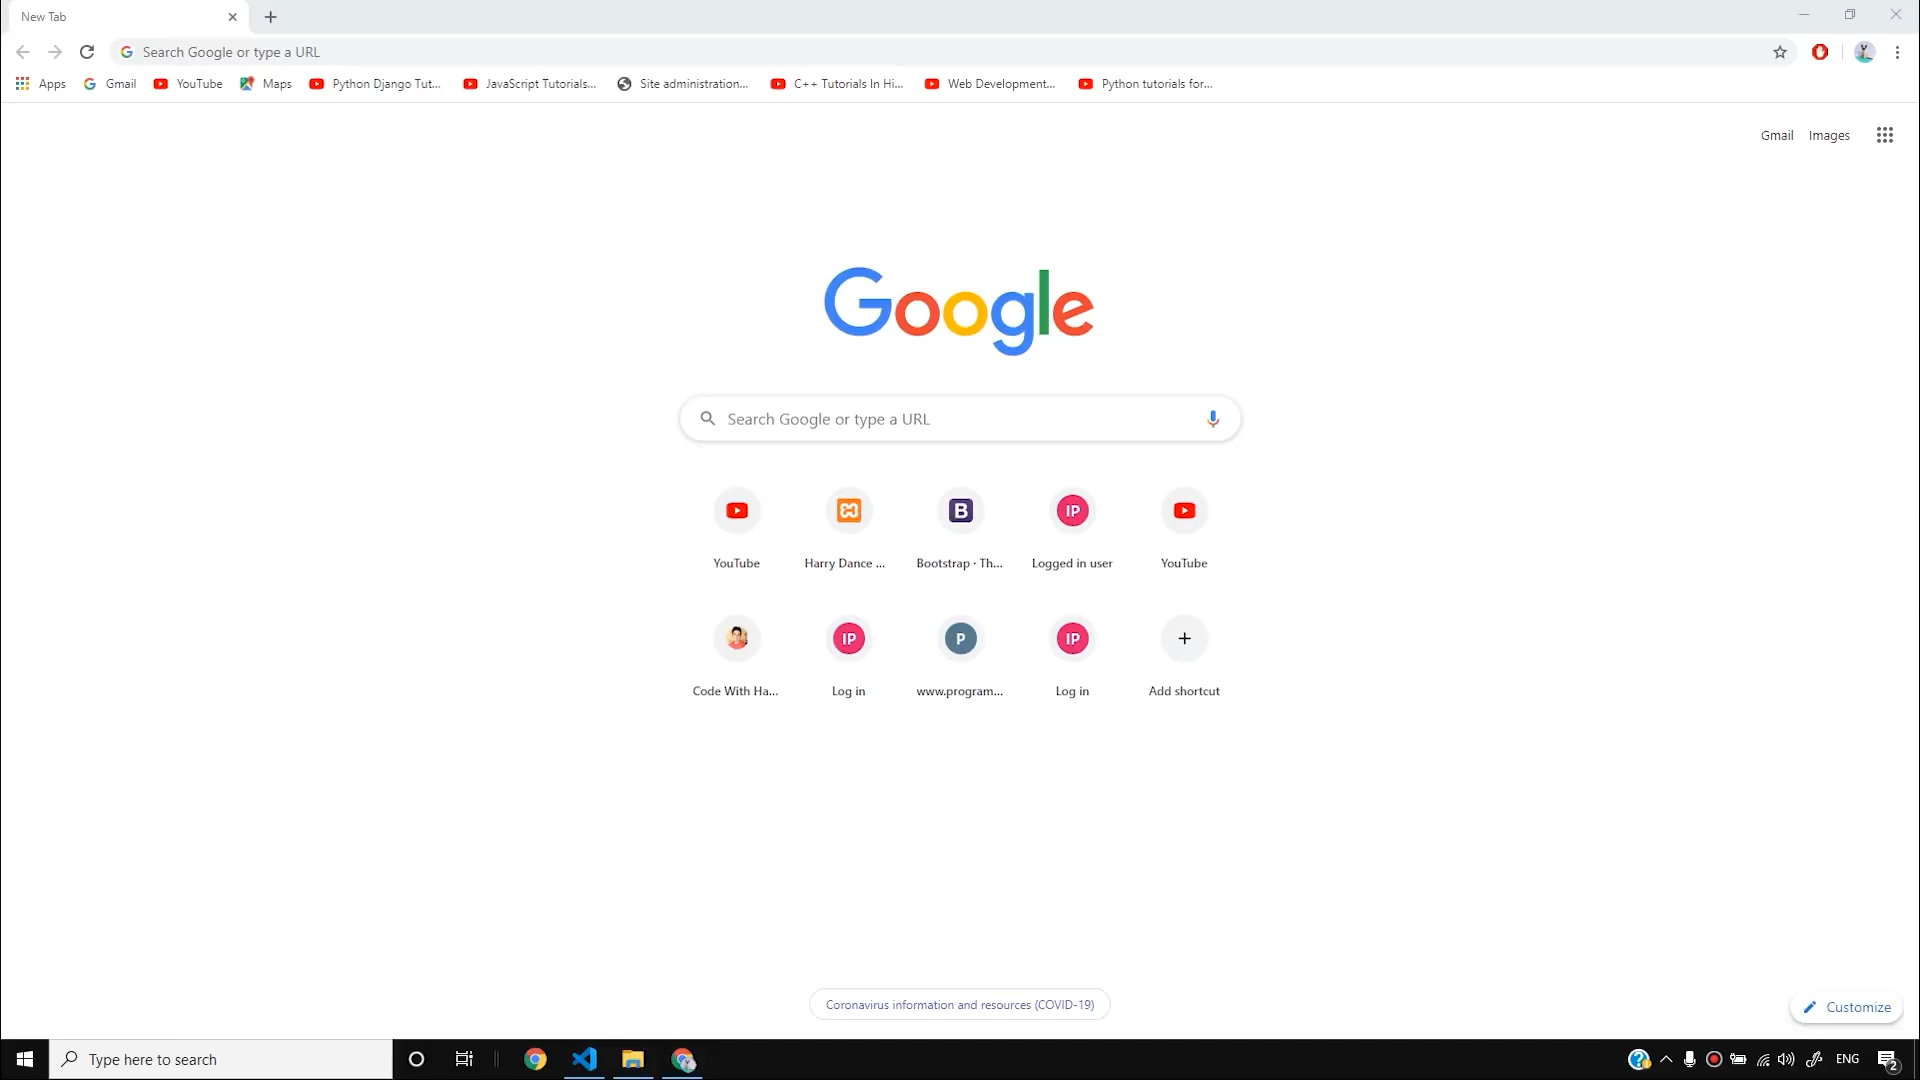 New Tab
Search Google or type a URL
Apps Gmail YouTube Maps Python Django Tut... JavaScript Tutorials... Site administration... C++ Tutorials In Hi... Web Development... Python tutorials for...
Gmail Images
Google
Search Google or type a URL
B IP
YouTube Harry Dance ... Bootstrap · Th... Logged in user YouTube
IP P IP
Code With Ha... Log in www.program... Log in Add shortcut
Coronavirus information and resources (COVID-19)
Customize
Type here to search
ENG
2